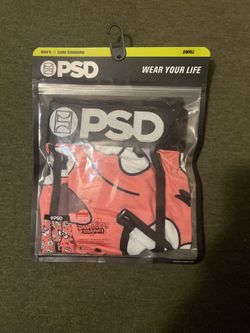 MEN'S / CORE STANDARD
SMALL
PSD
WEAR YOUR LIFE
PSD
PSD